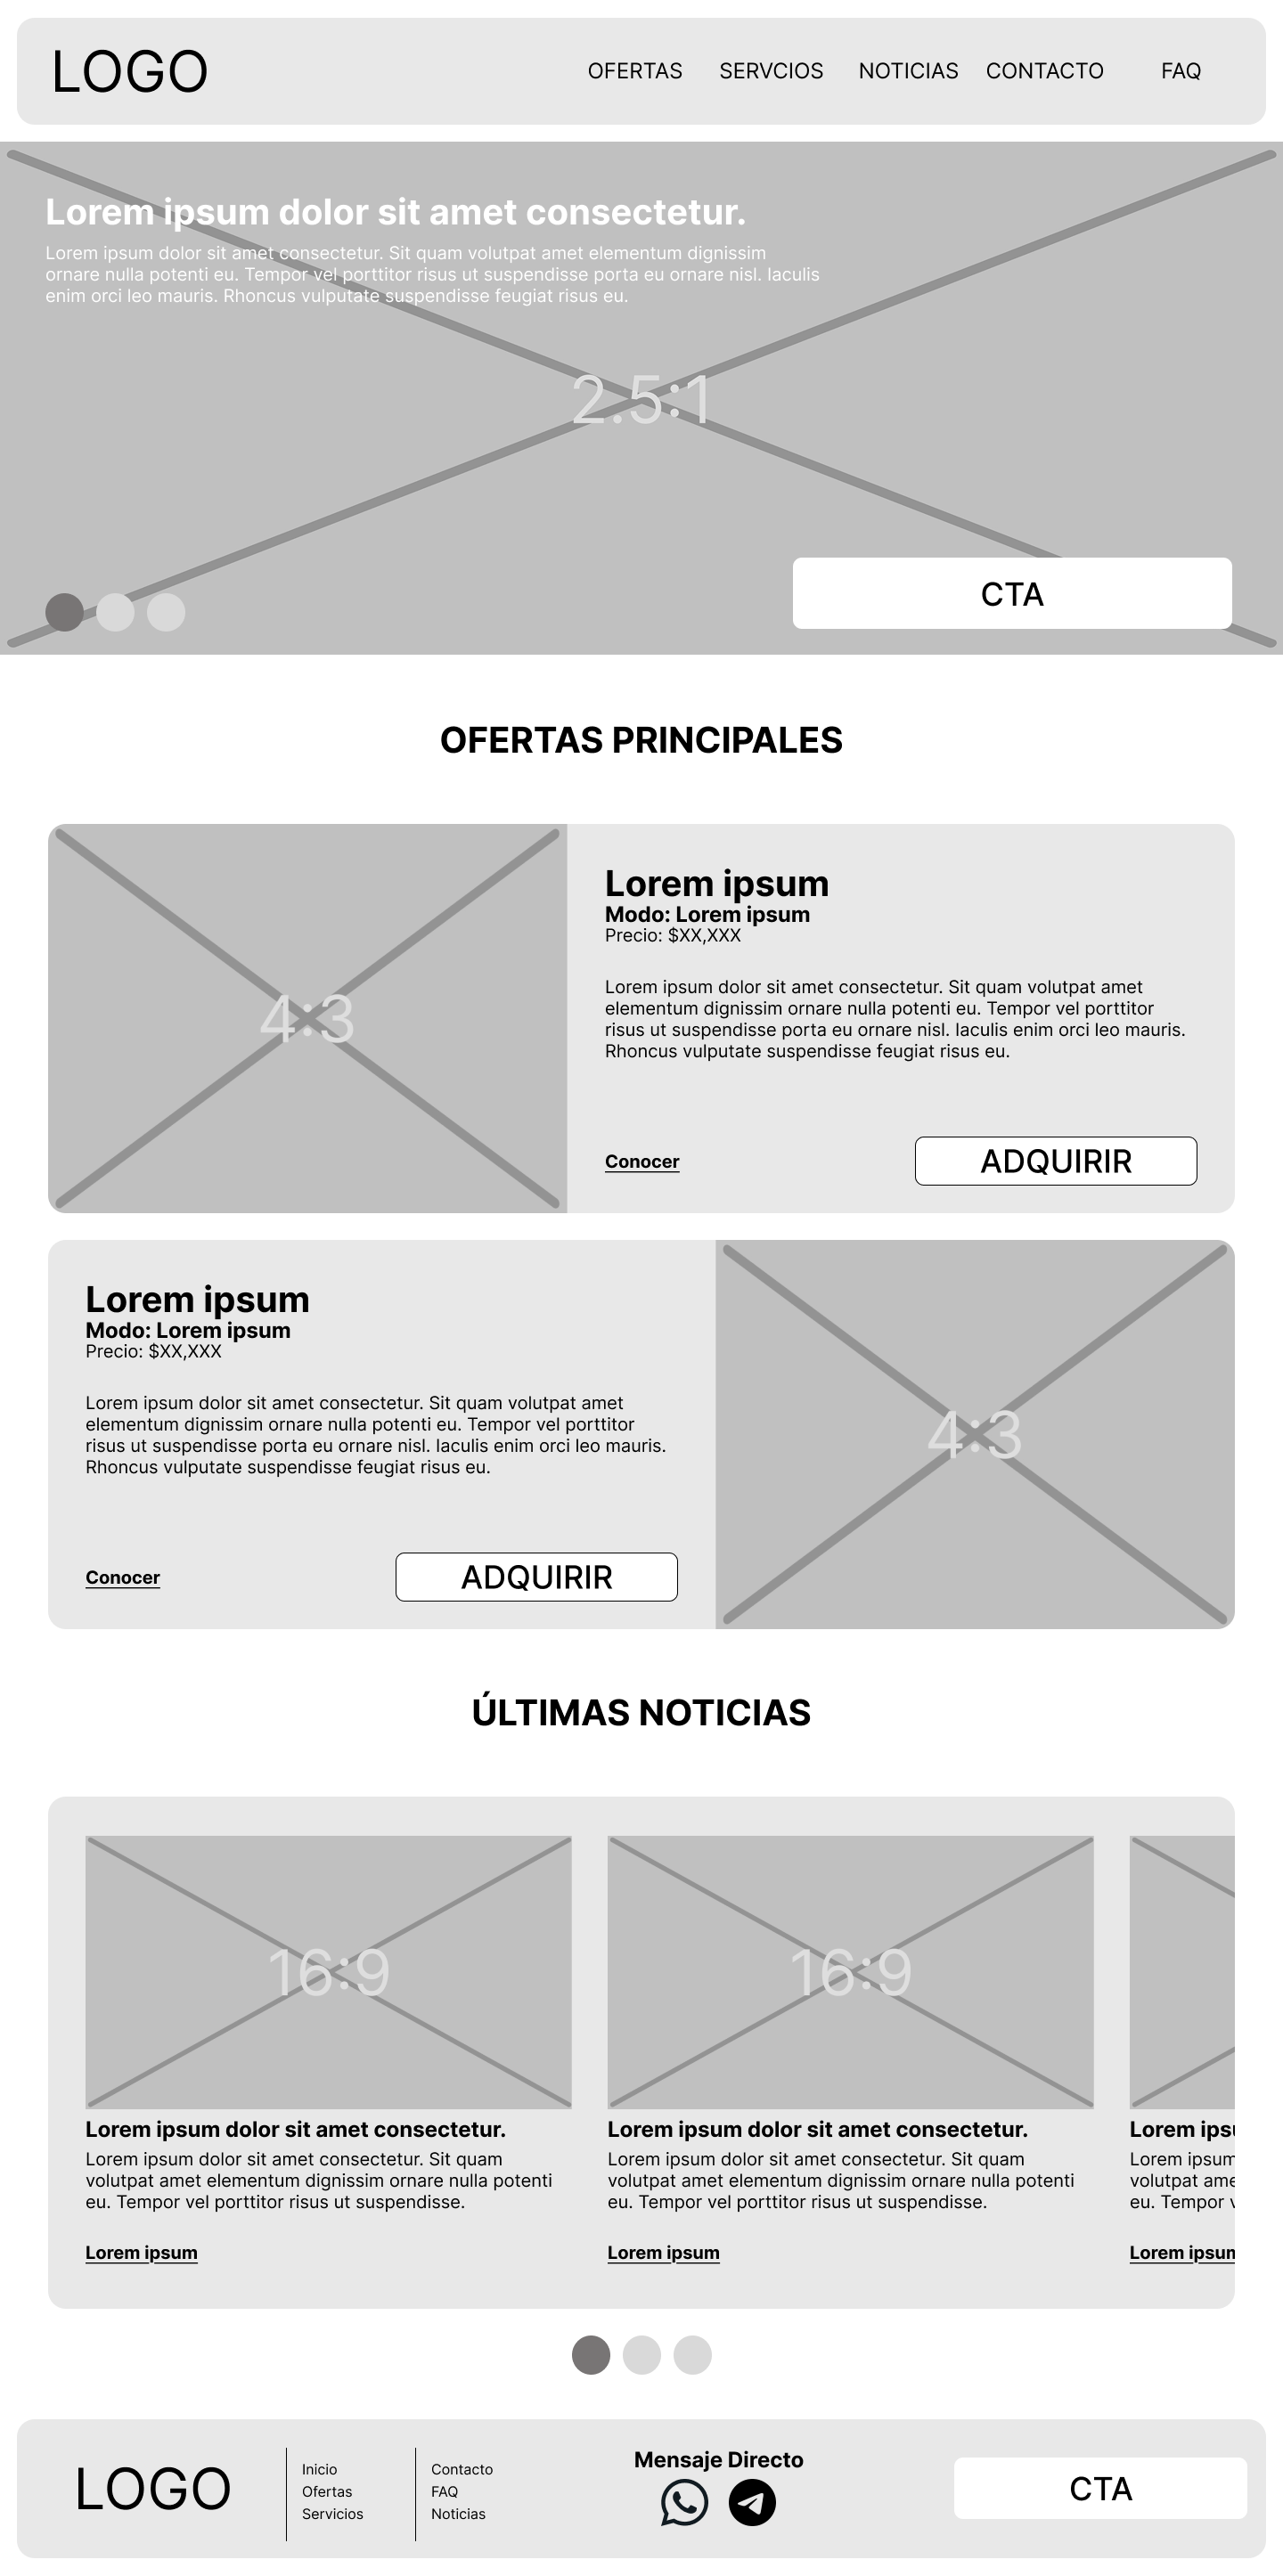 LOGO
OFERTAS
SERVCIOS
NOTICIAS
CONTACTO
FAQ
Lorem ipsum dolor sit amet consectetur.
Lorem ipsum dolor sit amet consectetur. Sit quam volutpat amet elementum dignissim
ornare nulla potenti eu. Tempor vel porttitor risus ut suspendisse porta eu ornare nisl. Iaculis
enim orci leo mauris. Rhoncus vulputate suspendisse feugiat risus eu.
2.5:1
CTA
OFERTAS PRINCIPALES
4:3
Lorem ipsum
Modo: Lorem ipsum
Precio: $XX,XXX
Lorem ipsum dolor sit amet consectetur. Sit quam volutpat amet
elementum dignissim ornare nulla potenti eu. Tempor vel porttitor
risus ut suspendisse porta eu ornare nisl. Iaculis enim orci leo mauris.
Rhoncus vulputate suspendisse feugiat risus eu.
Conocer
ADQUIRIR
Lorem ipsum
Modo: Lorem ipsum
Precio: $XX,XXX
Lorem ipsum dolor sit amet consectetur. Sit quam volutpat amet
elementum dignissim ornare nulla potenti eu. Tempor vel porttitor
risus ut suspendisse porta eu ornare nisl. Iaculis enim orci leo mauris.
Rhoncus vulputate suspendisse feugiat risus eu.
Conocer
ADQUIRIR
4:3
ÚLTIMAS NOTICIAS
16:9
Lorem ipsum dolor sit amet consectetur.
Lorem ipsum dolor sit amet consectetur. Sit quam
volutpat amet elementum dignissim ornare nulla potenti
eu. Tempor vel porttitor risus ut suspendisse.
Lorem ipsum
16:9
Lorem ipsum dolor sit amet consectetur.
Lorem ipsum dolor sit amet consectetur. Sit quam
volutpat amet elementum dignissim ornare nulla potenti
eu. Tempor vel porttitor risus ut suspendisse.
Lorem ipsum
Lorem
Lorem ipsum
volutpat
eu. Tempor
Lorem ipsum
LOGO
Inicio
Ofertas
Servicios
Contacto
FAQ
Noticias
Mensaje Directo
CTA